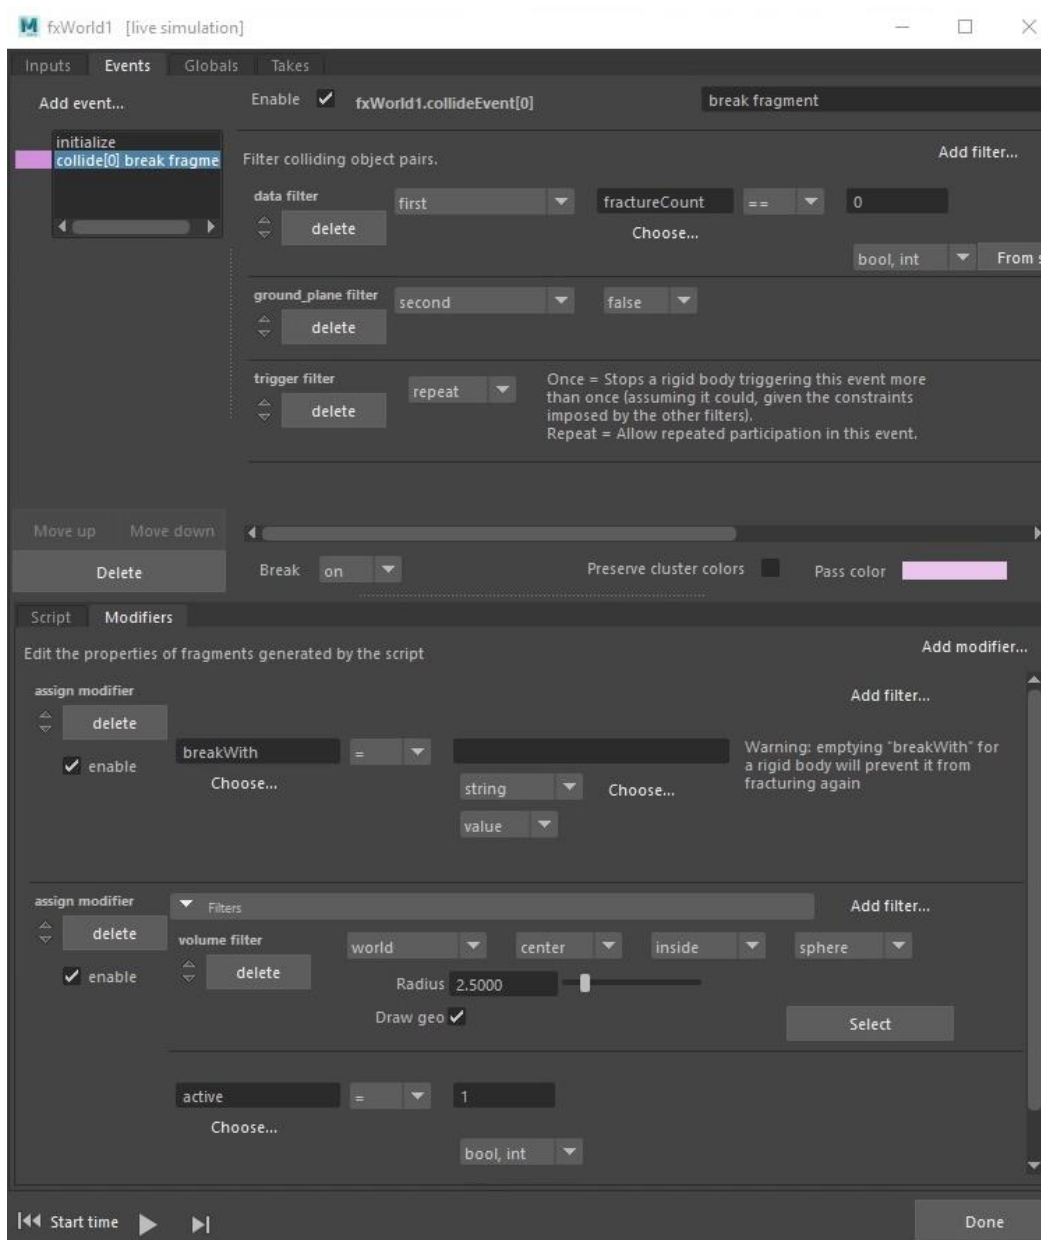 fxWorld1 [live simulation]
Inputs Events Globals Takes
Add event...
Enable fxWorld1.collideEvent[0] break fragment
initialize
collide[0] break fragme
Filter colliding object pairs. Add filter...
data filter
first fractureCount == 0
delete Choose...
bool, int From s
ground_plane filter
second false
delete
trigger filter
repeat
delete
Once = Stops a rigid body triggering this event more
than once (assuming it could, given the constraints
imposed by the other filters).
Repeat = Allow repeated participation in this event.
Move up Move down
Delete
Break on Preserve cluster colors Pass color
Script Modifiers
Edit the properties of fragments generated by the script Add modifier...
assign modifier Add filter...
delete
enable
breakWith =
Choose...
string Choose...
value
Warning: emptying "breakWith" for
a rigid body will prevent it from
fracturing again
assign modifier Filters Add filter...
delete
enable
volume filter
delete
world center inside sphere
Radius 2.5000
Draw geo
Select
active = 1
Choose...
bool, int
Start time Done